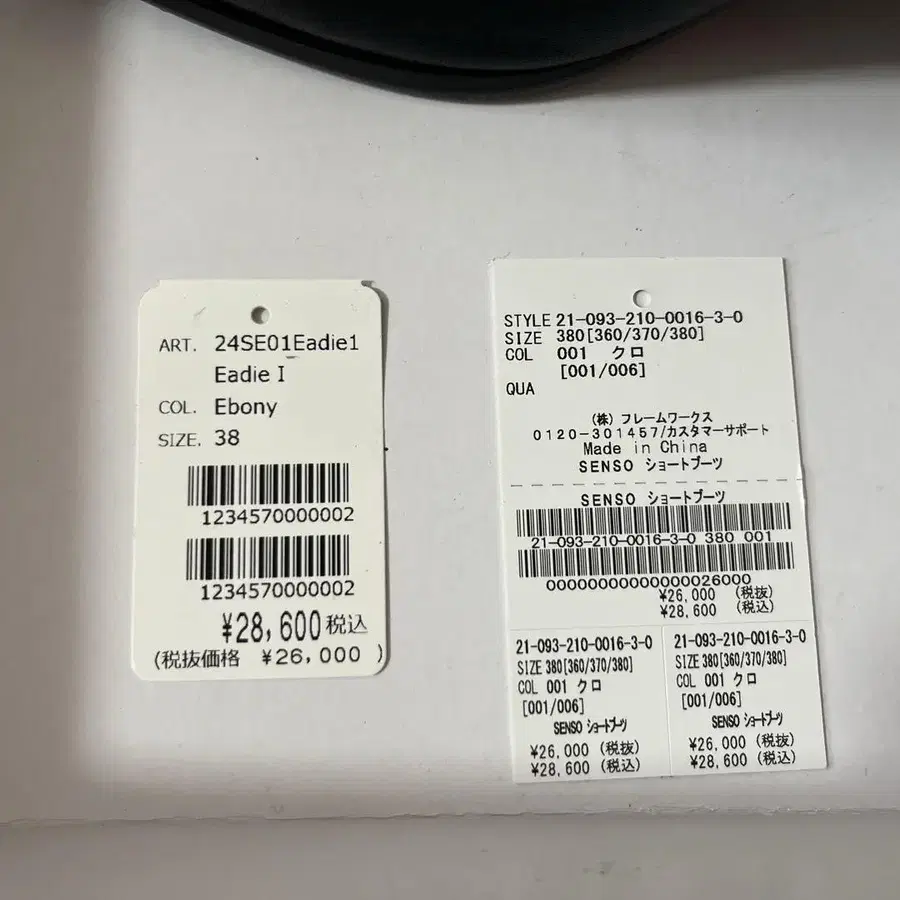 ART. 24SE01Eadie1
Eadie I
COL. Ebony
SIZE. 38
1234570000002
1234570000002
¥28,600税込
(税抜価格 ¥26,000 )
STYLE 21-093-210-0016-3-0
SIZE 380[360/370/380]
COL 001 クロ
[001/006]
QUA
(株) フレームワークス
0120-301457/カスタマーサポート
Made in China
SENSO ショートブーツ
SENSO ショートブーツ
21-093-210-0016-3-0 380 001
00000000000000026000
¥26,000 (税抜)
¥28,600 (税込)
21-093-210-0016-3-0
SIZE 380[360/370/380]
COL 001 クロ
[001/006]
SENSO ショートブーツ
¥26,000 (税抜)
¥28,600 (税込)
21-093-210-0016-3-0
SIZE 380[360/370/380]
COL 001 クロ
[001/006]
SENSO ショートブーツ
¥26,000 (税抜)
¥28,600 (税込)